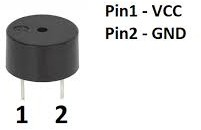 Pin1 - VCC
Pin2 - GND
1 2